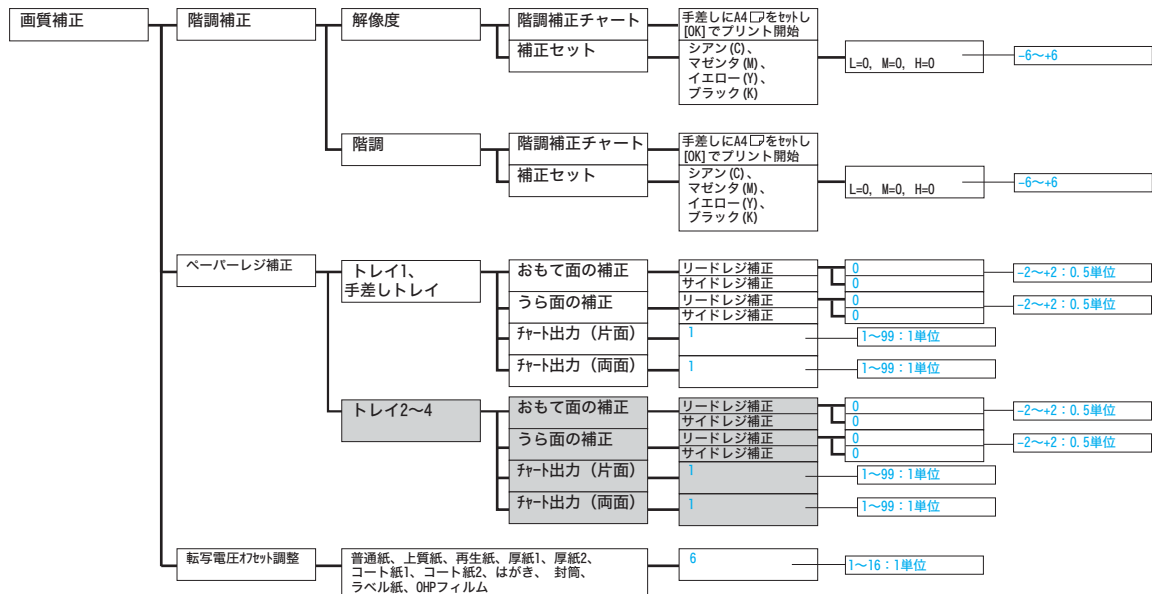 画質補正
階調補正
解像度
階調補正チャート
手差しにA4 をセットし
[OK]でプリント開始
補正セット
シアン(C)、
マゼンタ(M)、
イエロー(Y)、
ブラック(K)
L=0, M=0, H=0
-6〜+6
階調
階調補正チャート
手差しにA4 をセットし
[OK]でプリント開始
補正セット
シアン(C)、
マゼンタ(M)、
イエロー(Y)、
ブラック(K)
L=0, M=0, H=0
-6〜+6
ペーパーレジ補正
トレイ1、
手差しトレイ
おもて面の補正
リードレジ補正
0
サイドレジ補正
0
-2〜+2：0.5単位
うら面の補正
リードレジ補正
0
サイドレジ補正
0
-2〜+2：0.5単位
チャート出力（片面）
1
1〜99：1単位
チャート出力（両面）
1
1〜99：1単位
トレイ2〜4
おもて面の補正
リードレジ補正
0
サイドレジ補正
0
-2〜+2：0.5単位
うら面の補正
リードレジ補正
0
サイドレジ補正
0
-2〜+2：0.5単位
チャート出力（片面）
1
1〜99：1単位
チャート出力（両面）
1
1〜99：1単位
転写電圧オフセット調整
普通紙、上質紙、再生紙、厚紙1、厚紙2、
コート紙1、コート紙2、はがき、 封筒、
ラベル紙、OHPフィルム
6
1〜16：1単位